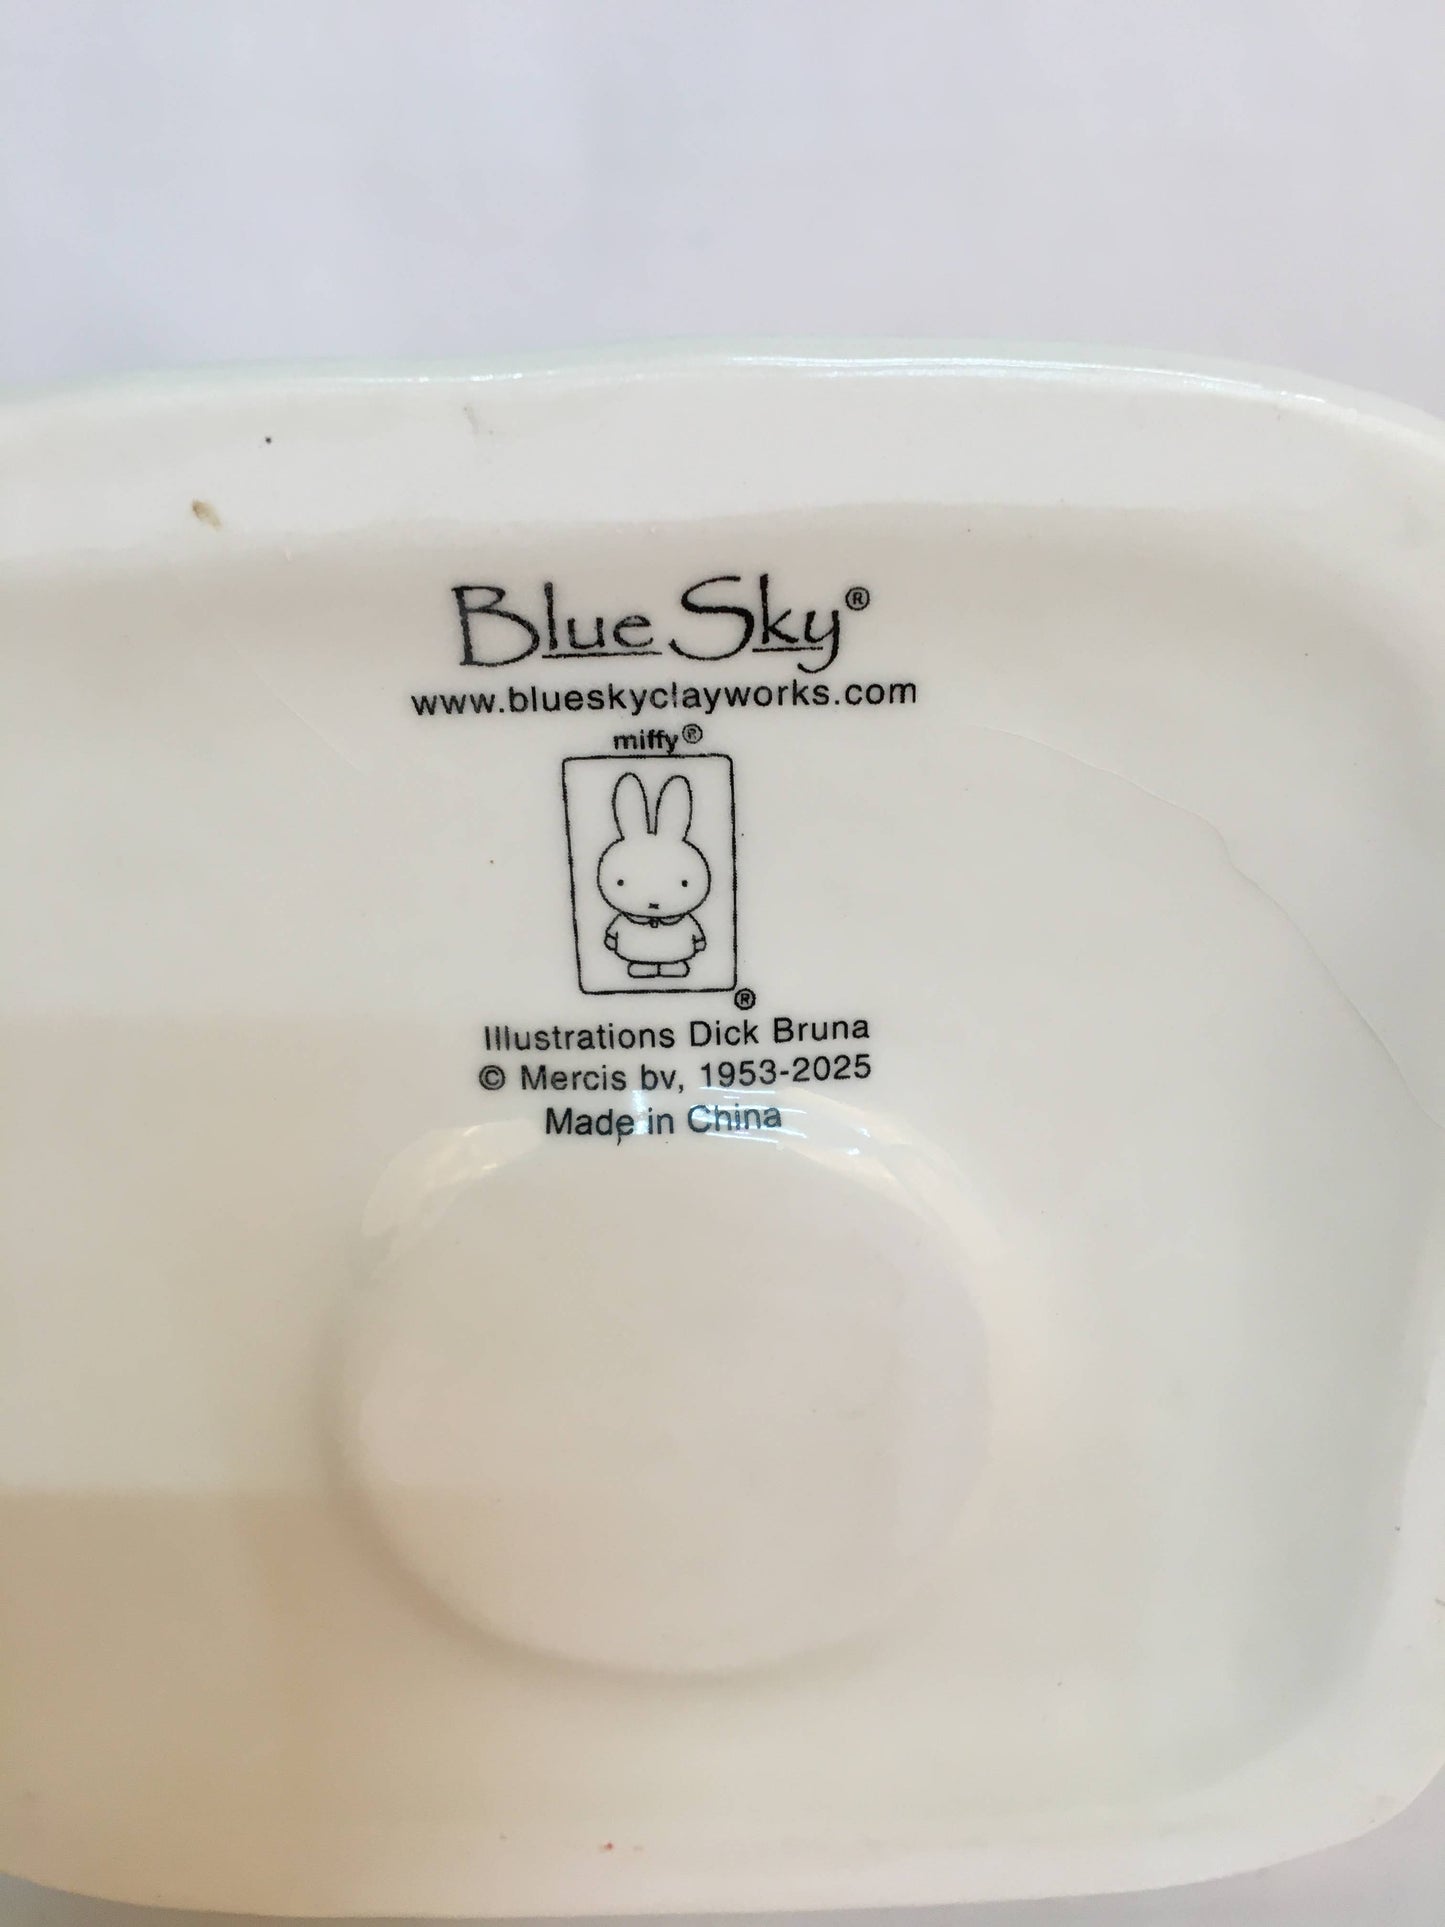 Blue Sky®
www.blueskyclayworks.com
miffy®
®
Illustrations Dick Bruna
© Mercis bv, 1953-2025
Made in China